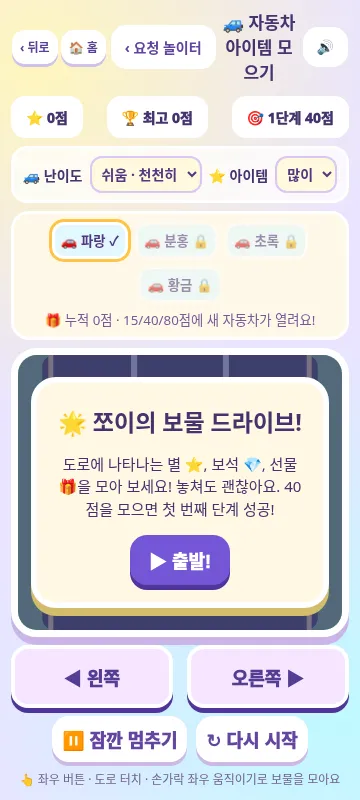 ‹ 뒤로 🏠 홈 ‹ 요청 놀이터 🚙 자동차 아이템 모으기 🔊
⭐ 0점 🏆 최고 0점 🎯 1단계 40점
🚙 난이도 쉬움 · 천천히 ⭐ 아이템 많이
🚗 파랑 ✓ 🚗 분홍 🔒 🚗 초록 🔒
🚗 황금 🔒
🎁 누적 0점 · 15/40/80점에 새 자동차가 열려요!
🌟 쪼이의 보물 드라이브!
도로에 나타나는 별 ⭐, 보석 💎, 선물
🎁을 모아 보세요! 놓쳐도 괜찮아요. 40
점을 모으면 첫 번째 단계 성공!
▶ 출발!
◀ 왼쪽 오른쪽 ▶
⏸️ 잠깐 멈추기 ↻ 다시 시작
👆 좌우 버튼 · 도로 터치 · 손가락 좌우 움직이기로 보물을 모아요